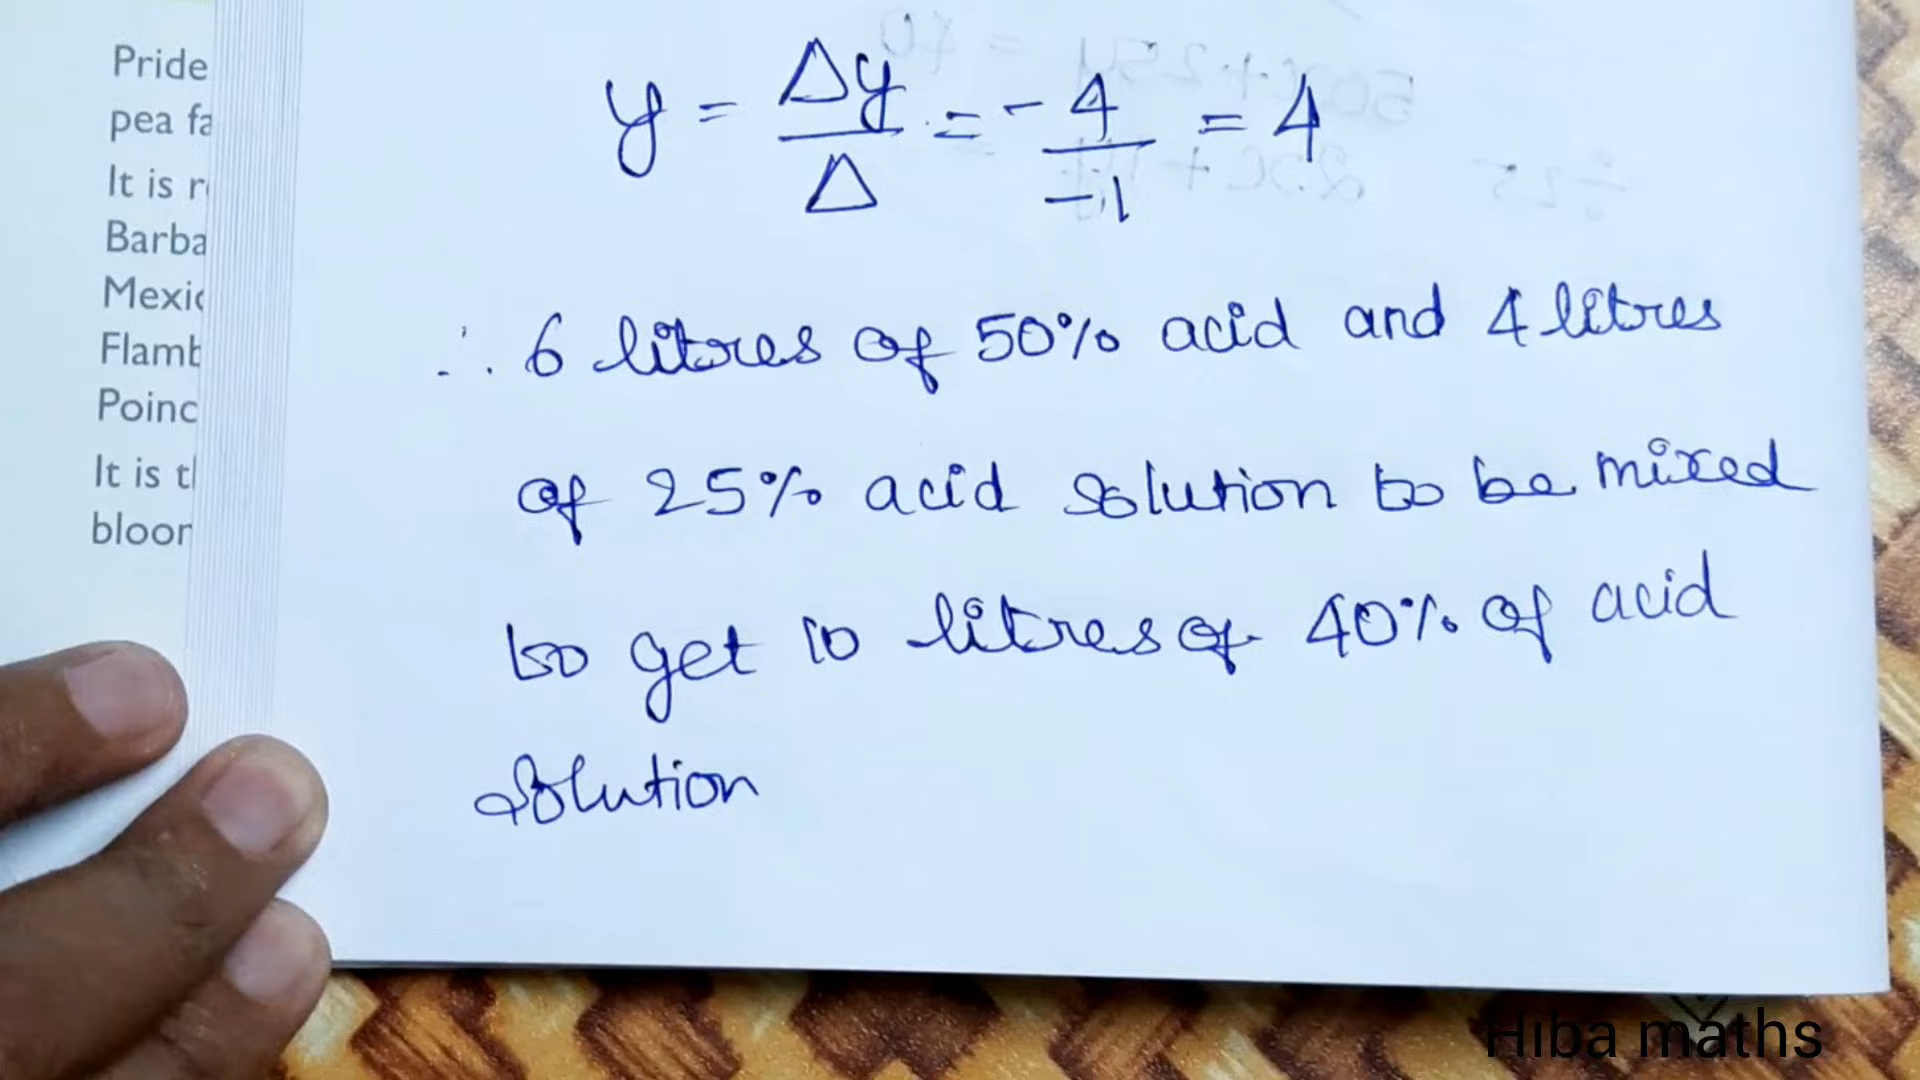 Pride
pea fa
It is r
Barba
Mexic
Flamb
Poinc
It is t
bloor
y = Δy/Δ = -4/-1 = 4
∴ 6 litres of 50% acid and 4 litres
of 25% acid solution to be mixed
to get 10 litres of 40% of acid
solution
Hiba maths